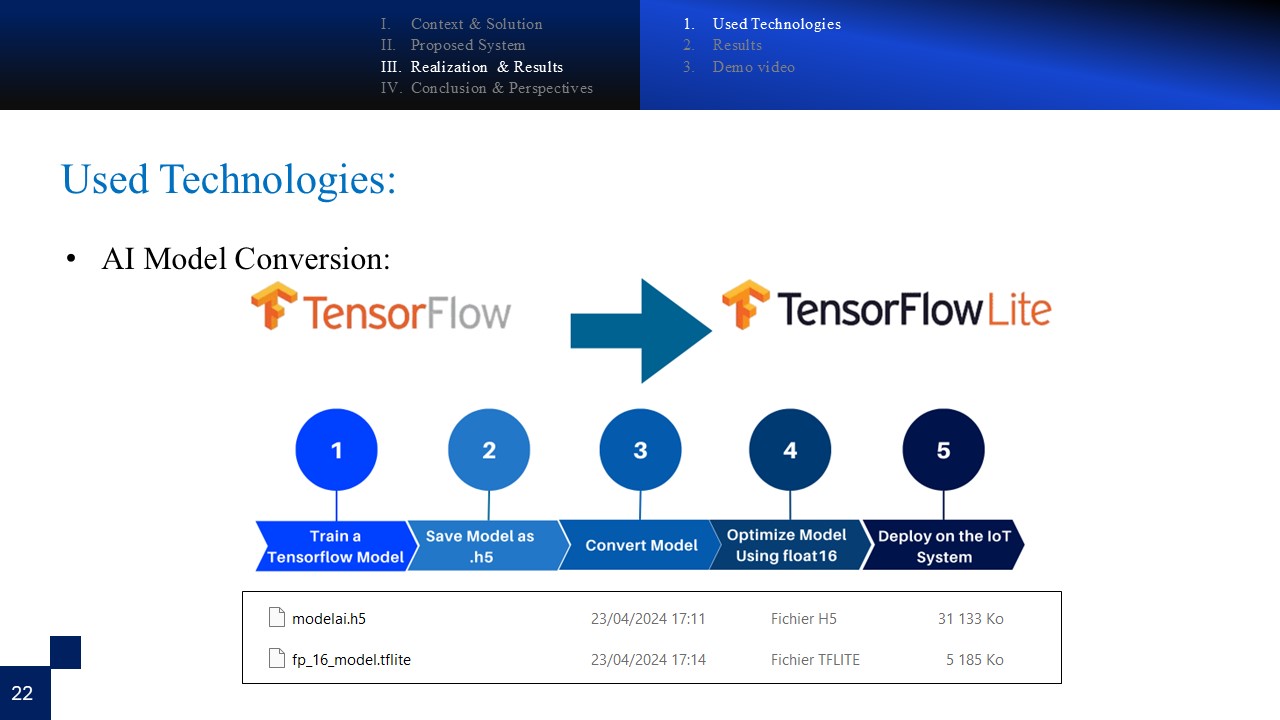 I. Context & Solution
II. Proposed System
III. Realization & Results
IV. Conclusion & Perspectives
1. Used Technologies
2. Results
3. Demo video
Used Technologies:
• AI Model Conversion:
TensorFlow
TensorFlow Lite
1
2
3
4
5
Train a
Tensorflow Model
Save Model as
.h5
Convert Model
Optimize Model
Using float16
Deploy on the IoT
System
modelai.h5 23/04/2024 17:11 Fichier H5 31 133 Ko
fp_16_model.tflite 23/04/2024 17:14 Fichier TFLITE 5 185 Ko
22